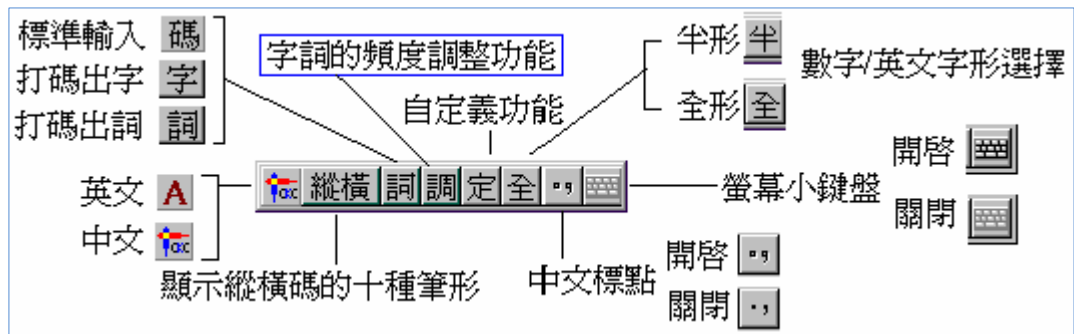 標準輸入 碼
打碼出字 字
打碼出詞 詞
字詞的頻度調整功能
自定義功能
半形 半
全形 全
數字/英文字形選擇
英文 A
中文
縱橫 詞 調 定 全
螢幕小鍵盤
開啓
關閉
顯示縱橫碼的十種筆形
中文標點
開啓
關閉